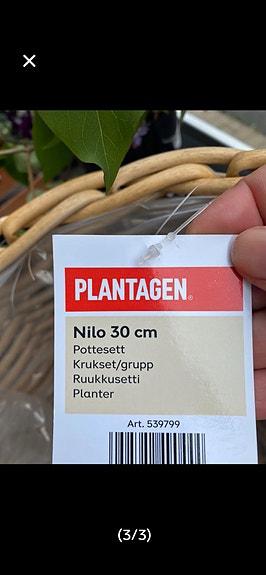 PLANTAGEN®
Nilo 30 cm
Pottesett
Krukset/grupp
Ruukkusetti
Planter
Art. 539799
(3/3)